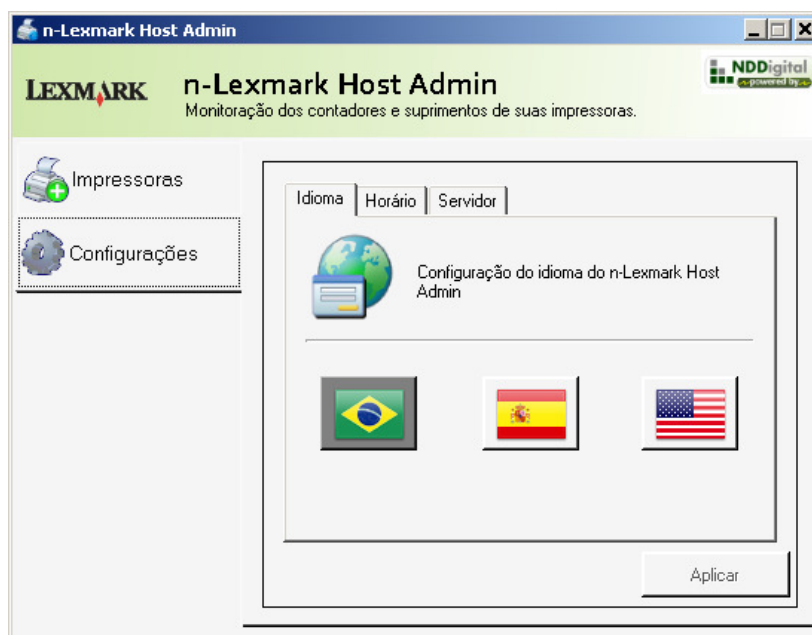 n-Lexmark Host Admin
LEXMARK
n-Lexmark Host Admin
Monitoração dos contadores e suprimentos de suas impressoras.
NDDigital
powered by
Impressoras
Configurações
Idioma Horário Servidor
Configuração do idioma do n-Lexmark Host
Admin
Aplicar